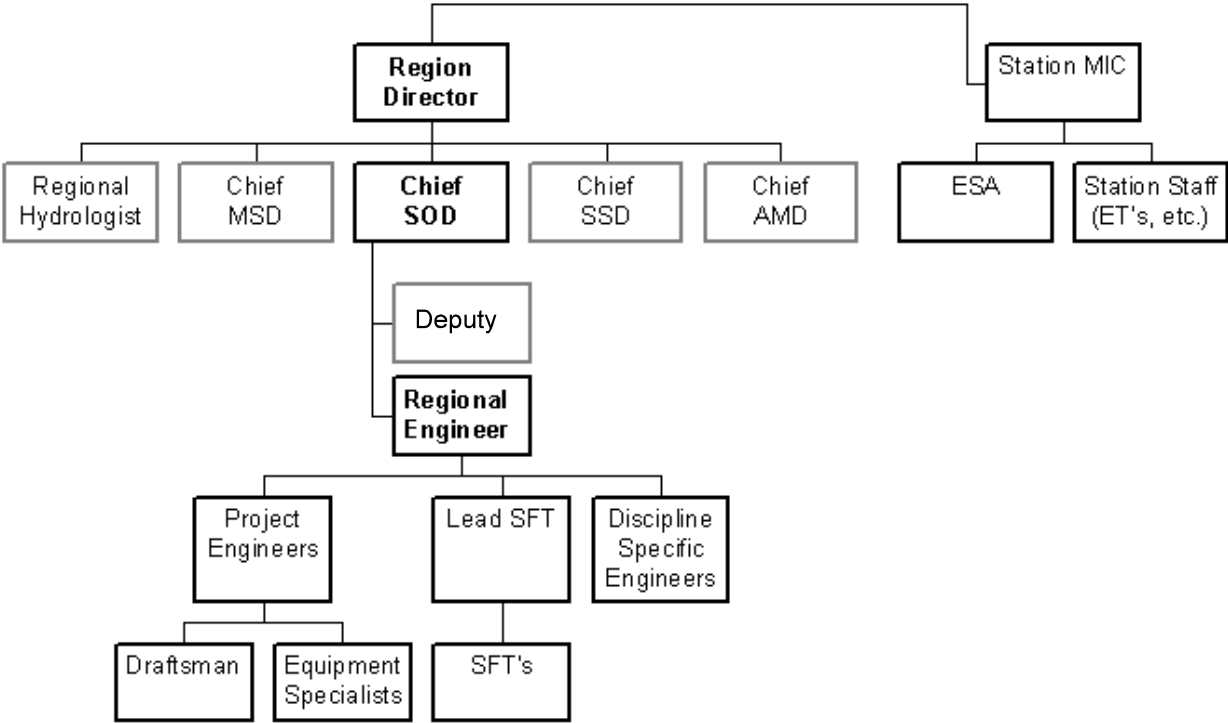 Region
Director
Station MIC
Regional
Hydrologist
Chief
MSD
Chief
SOD
Chief
SSD
Chief
AMD
ESA
Station Staff
(ET's, etc.)
Deputy
Regional
Engineer
Project
Engineers
Lead SFT
Discipline
Specific
Engineers
Draftsman
Equipment
Specialists
SFT's